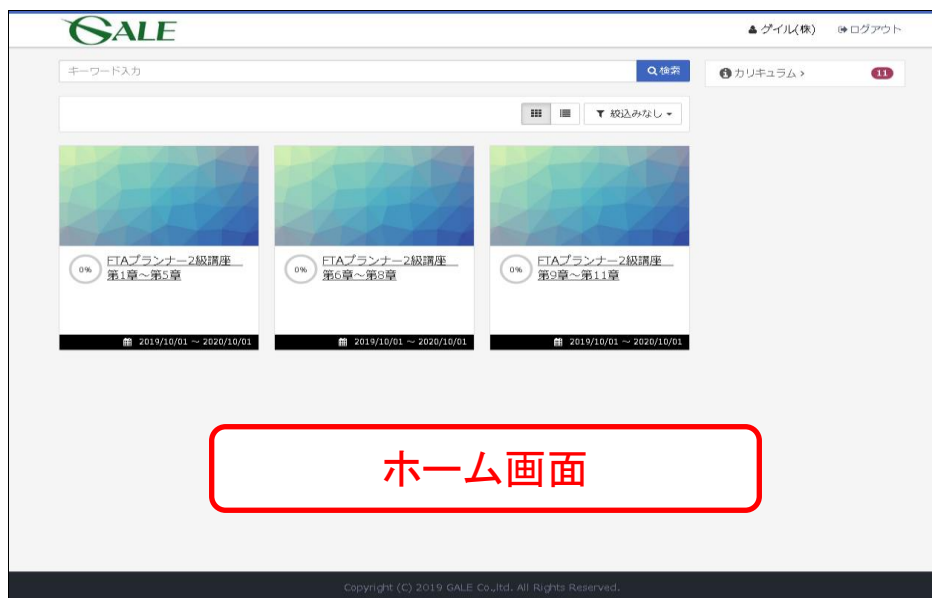 GALE
ゲイル(株) ログアウト
キーワード入力
検索
カリキュラム
11
絞込みなし
0%
FTAプランナー2級講座
第1章～第5章
2019/10/01 ～ 2020/10/01
0%
FTAプランナー2級講座
第6章～第8章
2019/10/01 ～ 2020/10/01
0%
FTAプランナー2級講座
第9章～第11章
2019/10/01 ～ 2020/10/01
ホーム画面
Copyright (C) 2019 GALE Co.,ltd. All Rights Reserved.